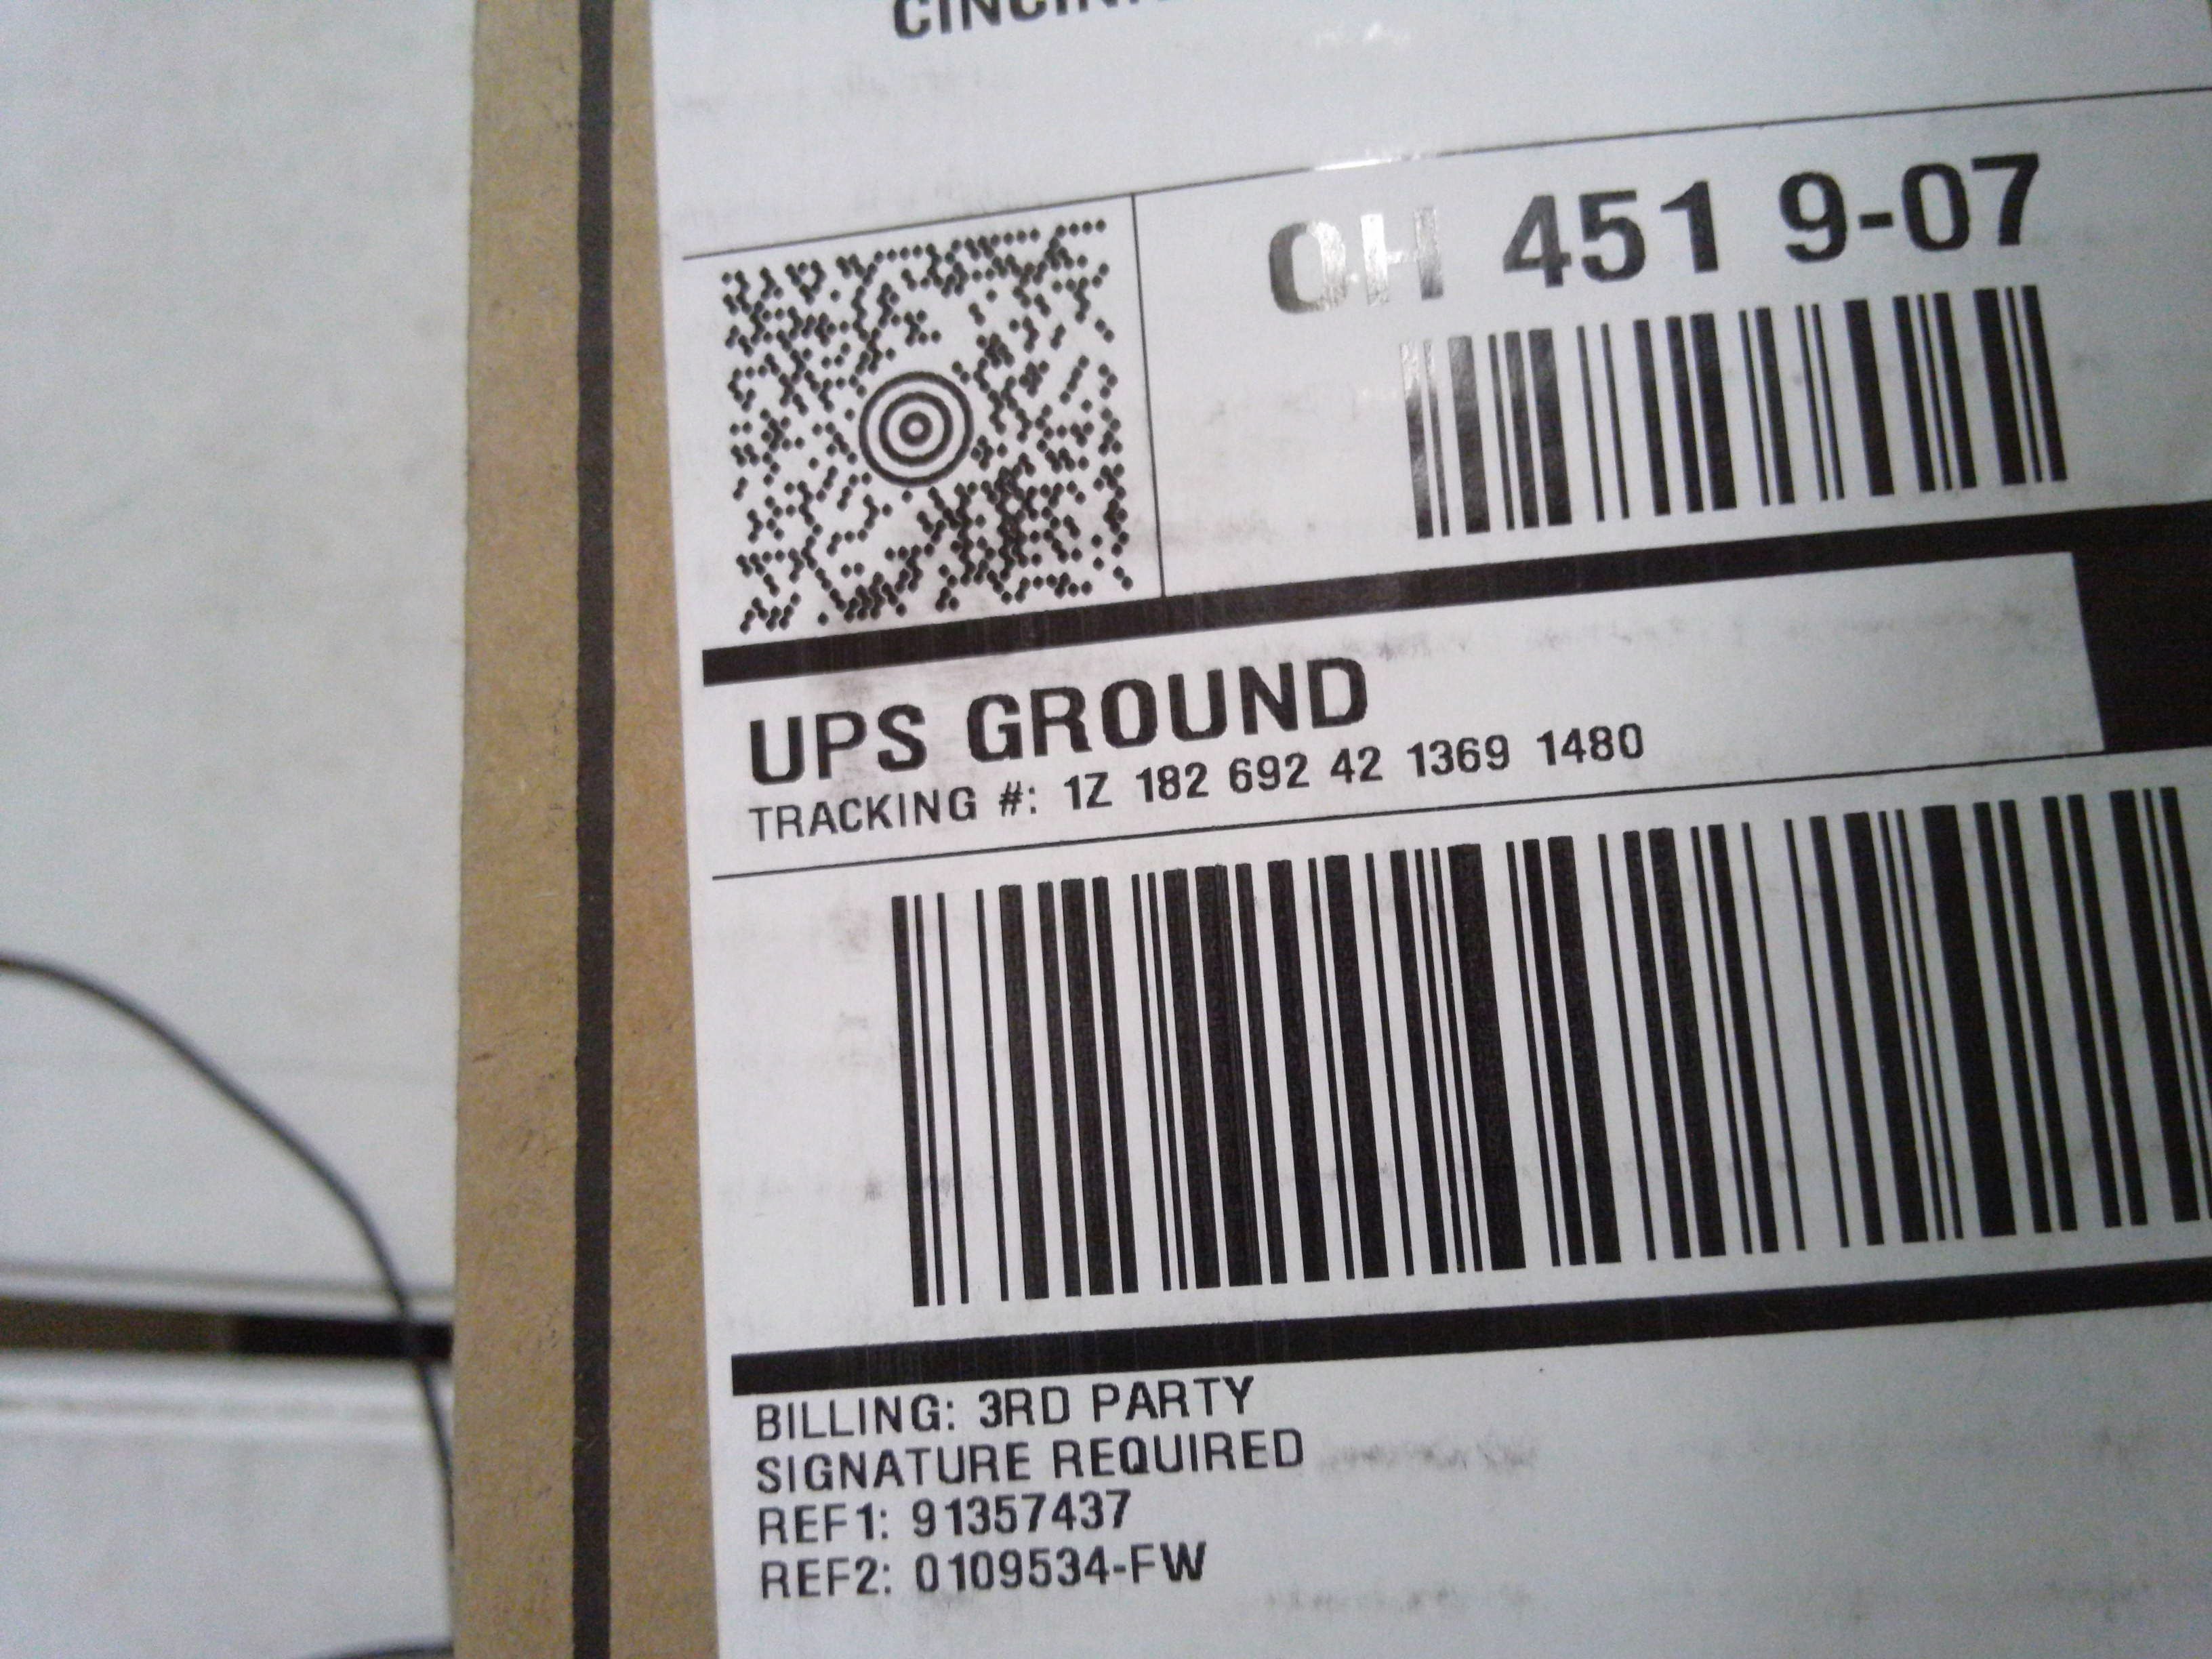 OH 451 9-07
UPS GROUND
TRACKING #: 1Z 182 692 42 1369 1480
BILLING: 3RD PARTY
SIGNATURE REQUIRED
REF1: 91357437
REF2: 0109534-FW